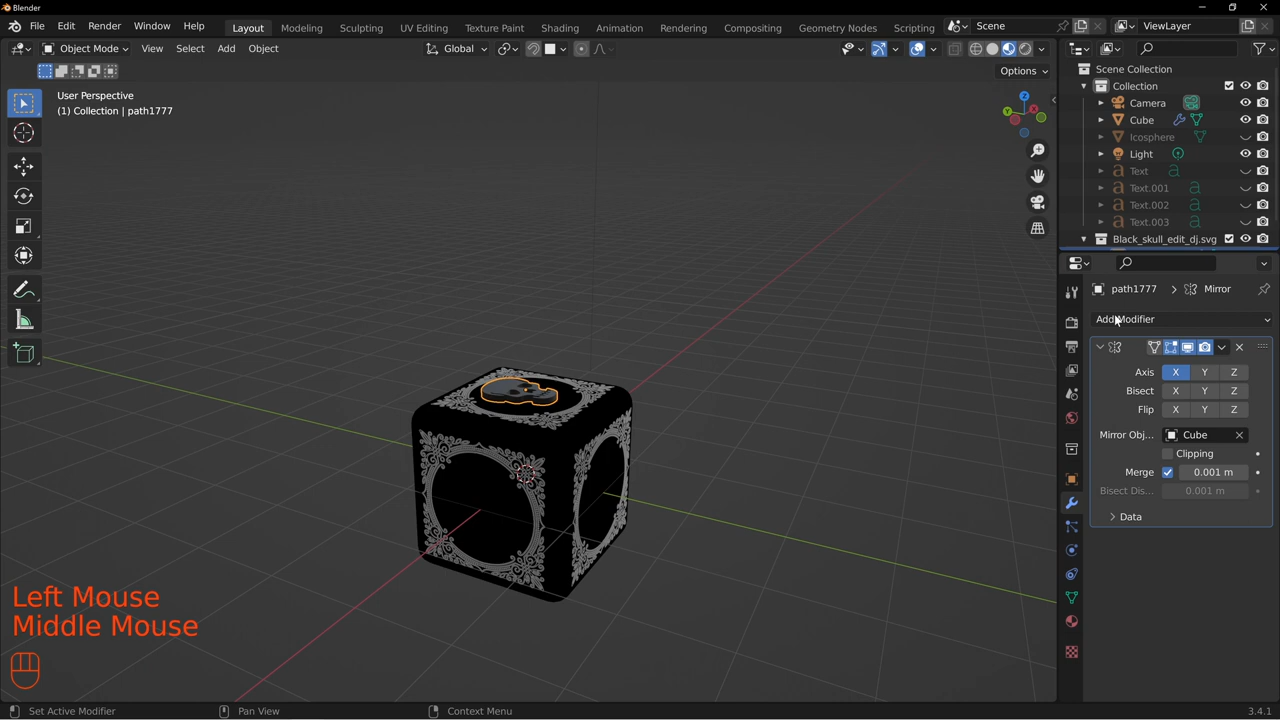 Blender
File Edit Render Window Help Layout Modeling Sculpting UV Editing Texture Paint Shading Animation Rendering Compositing Geometry Nodes Scripting Scene ViewLayer
Object Mode View Select Add Object Global
Options
User Perspective
(1) Collection | path1777
Scene Collection
Collection
Camera
Cube
Icosphere
Light
Text
Text.001
Text.002
Text.003
Black_skull_edit_dj.svg
path1777 Mirror
Add Modifier
Axis X Y Z
Bisect X Y Z
Flip X Y Z
Mirror Obj... Cube
Clipping
Merge 0.001 m
Bisect Dis... 0.001 m
Data
Left Mouse
Middle Mouse
Set Active Modifier Pan View Context Menu 3.4.1